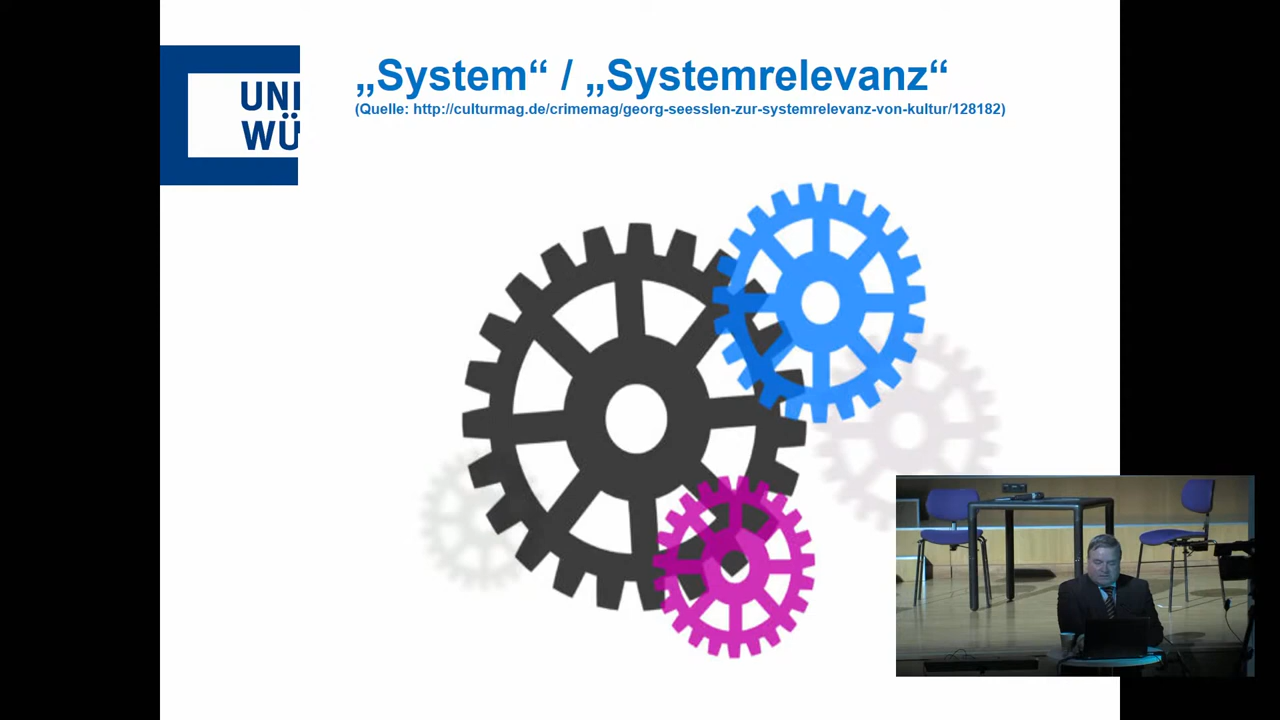 „System“ / „Systemrelevanz“
(Quelle: http://culturmag.de/crimemag/georg-seesslen-zur-systemrelevanz-von-kultur/128182)
UNI
WÜ